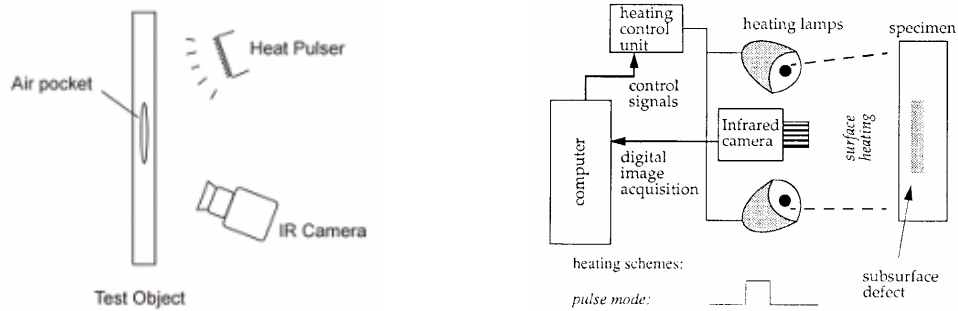 Heat Pulser
Air pocket
IR Camera
Test Object
heating
control
unit
heating lamps
specimen
control
signals
Infrared
camera
computer
digital
image
acquisition
surface
heating
heating schemes:
pulse mode:
subsurface
defect